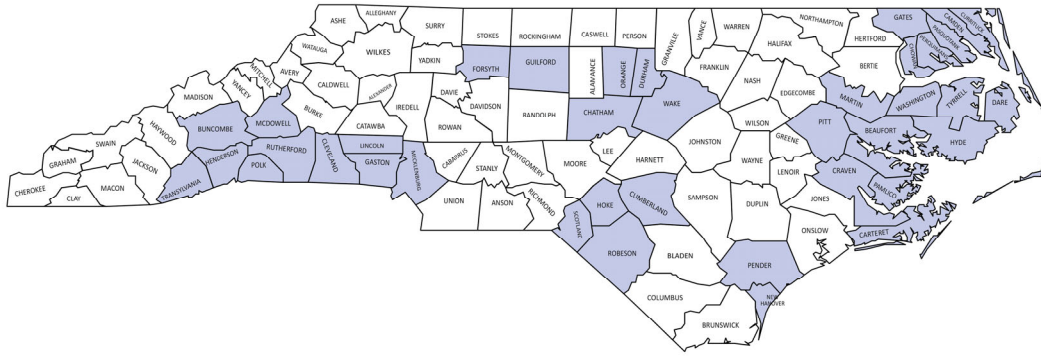 ALLEGHANY
ASHE
SURRY
STOKES
ROCKINGHAM
CASWELL
PERSON
GRANVILLE
VANCE
WARREN
NORTHAMPTON
HALIFAX
HERTFORD
GATES
CAMDEN
CURRITUCK
PASQUOTANK
PERQUIMANS
CHOWAN
BERTIE
WATAUGA
WILKES
YADKIN
FORSYTH
GUILFORD
ALAMANCE
ORANGE
DURHAM
FRANKLIN
NASH
EDGECOMBE
MARTIN
WASHINGTON
TYRRELL
DARE
MITCHELL
AVERY
CALDWELL
ALEXANDER
IREDELL
DAVIE
DAVIDSON
RANDOLPH
CHATHAM
WAKE
WILSON
PITT
BEAUFORT
HYDE
MADISON
YANCEY
BURKE
CATAWBA
ROWAN
JOHNSTON
GREENE
HAYWOOD
BUNCOMBE
MCDOWELL
RUTHERFORD
CLEVELAND
LINCOLN
GASTON
MECKLENBURG
CABARRUS
STANLY
MONTGOMERY
MOORE
LEE
HARNETT
WAYNE
LENOIR
CRAVEN
PAMLICO
SWAIN
GRAHAM
JACKSON
HENDERSON
POLK
TRANSYLVANIA
CHEROKEE
CLAY
MACON
UNION
ANSON
RICHMOND
SCOTLAND
HOKE
CUMBERLAND
SAMPSON
DUPLIN
JONES
ONSLOW
CARTERET
ROBESON
BLADEN
PENDER
COLUMBUS
NEW
HANOVER
BRUNSWICK